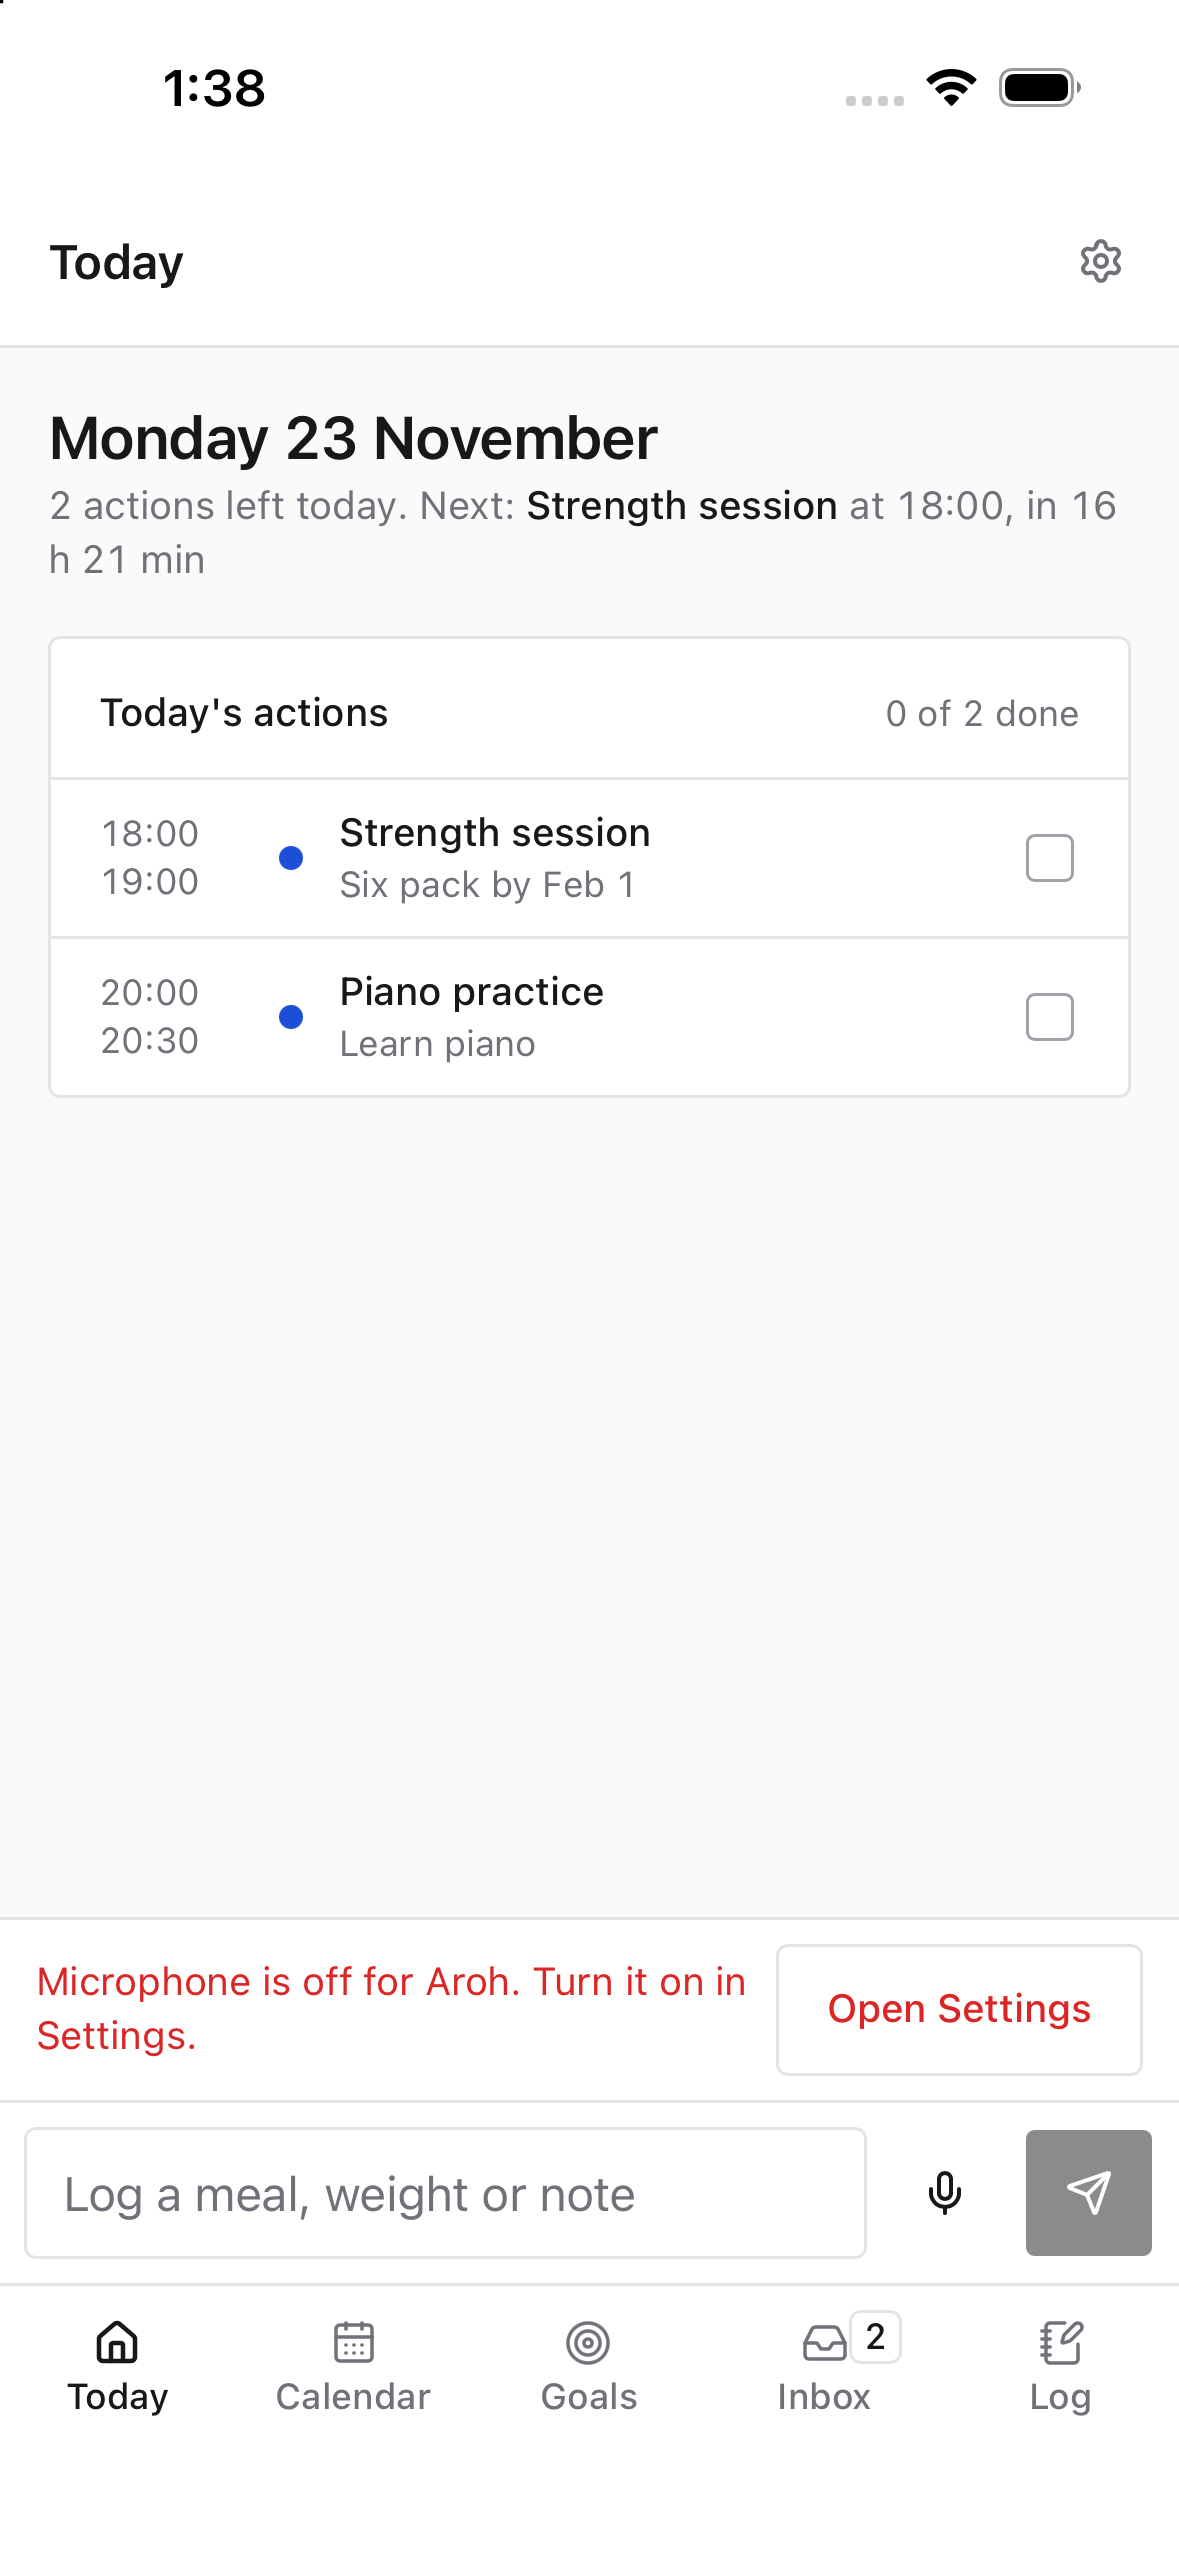 1:38
Today
Monday 23 November
2 actions left today. Next: Strength session at 18:00, in 16
h 21 min
Today's actions
0 of 2 done
18:00
19:00
Strength session
Six pack by Feb 1
20:00
20:30
Piano practice
Learn piano
Microphone is off for Aroh. Turn it on in
Settings.
Open Settings
Log a meal, weight or note
Today
Calendar
Goals
Inbox
2
Log